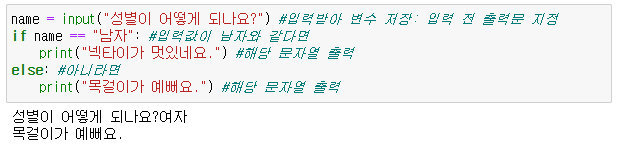 name = input("성별이 어떻게 되나요?") #입력받아 변수 저장: 입력 전 출력문 지정
if name == "남자": #입력값이 남자와 같다면
    print("넥타이가 멋있네요.") #해당 문자열 출력
else: #아니라면
    print("목걸이가 예뻐요.") #해당 문자열 출력
성별이 어떻게 되나요?여자
목걸이가 예뻐요.